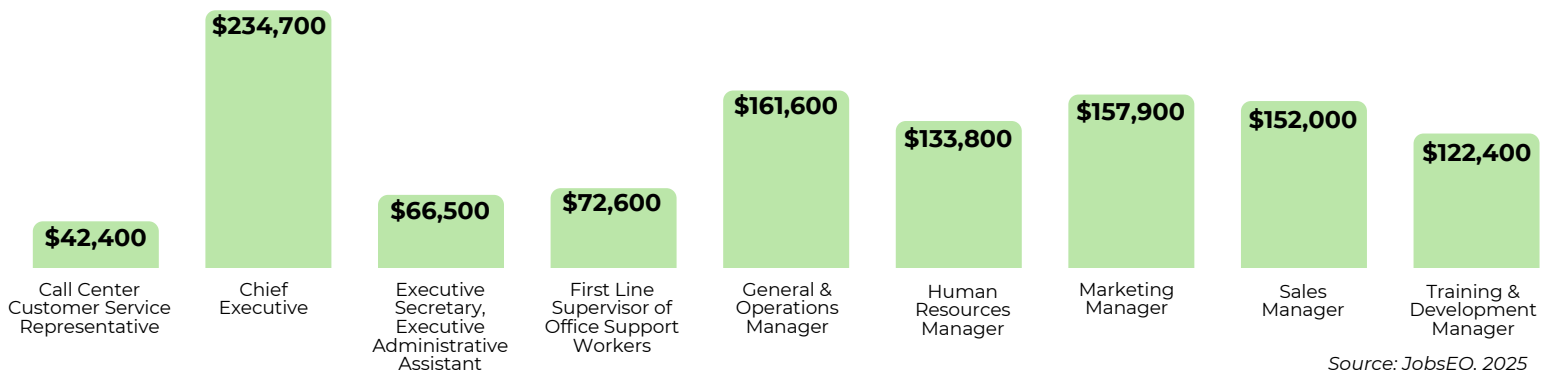 $234,700
$161,600
$157,900
$152,000
$133,800
$122,400
$72,600
$66,500
$42,400
Call Center
Customer Service
Representative
Chief
Executive
Executive
Secretary,
Executive
Administrative
Assistant
First Line
Supervisor of
Office Support
Workers
General &
Operations
Manager
Human
Resources
Manager
Marketing
Manager
Sales
Manager
Training &
Development
Manager
Source: JobsEQ. 2025